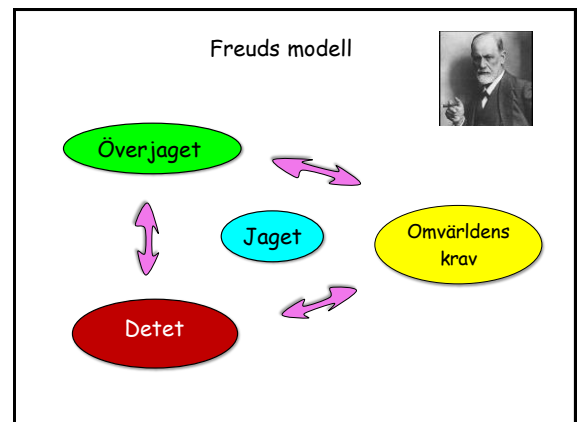 Freuds modell
Överjaget
Jaget
Omvärldens
krav
Detet